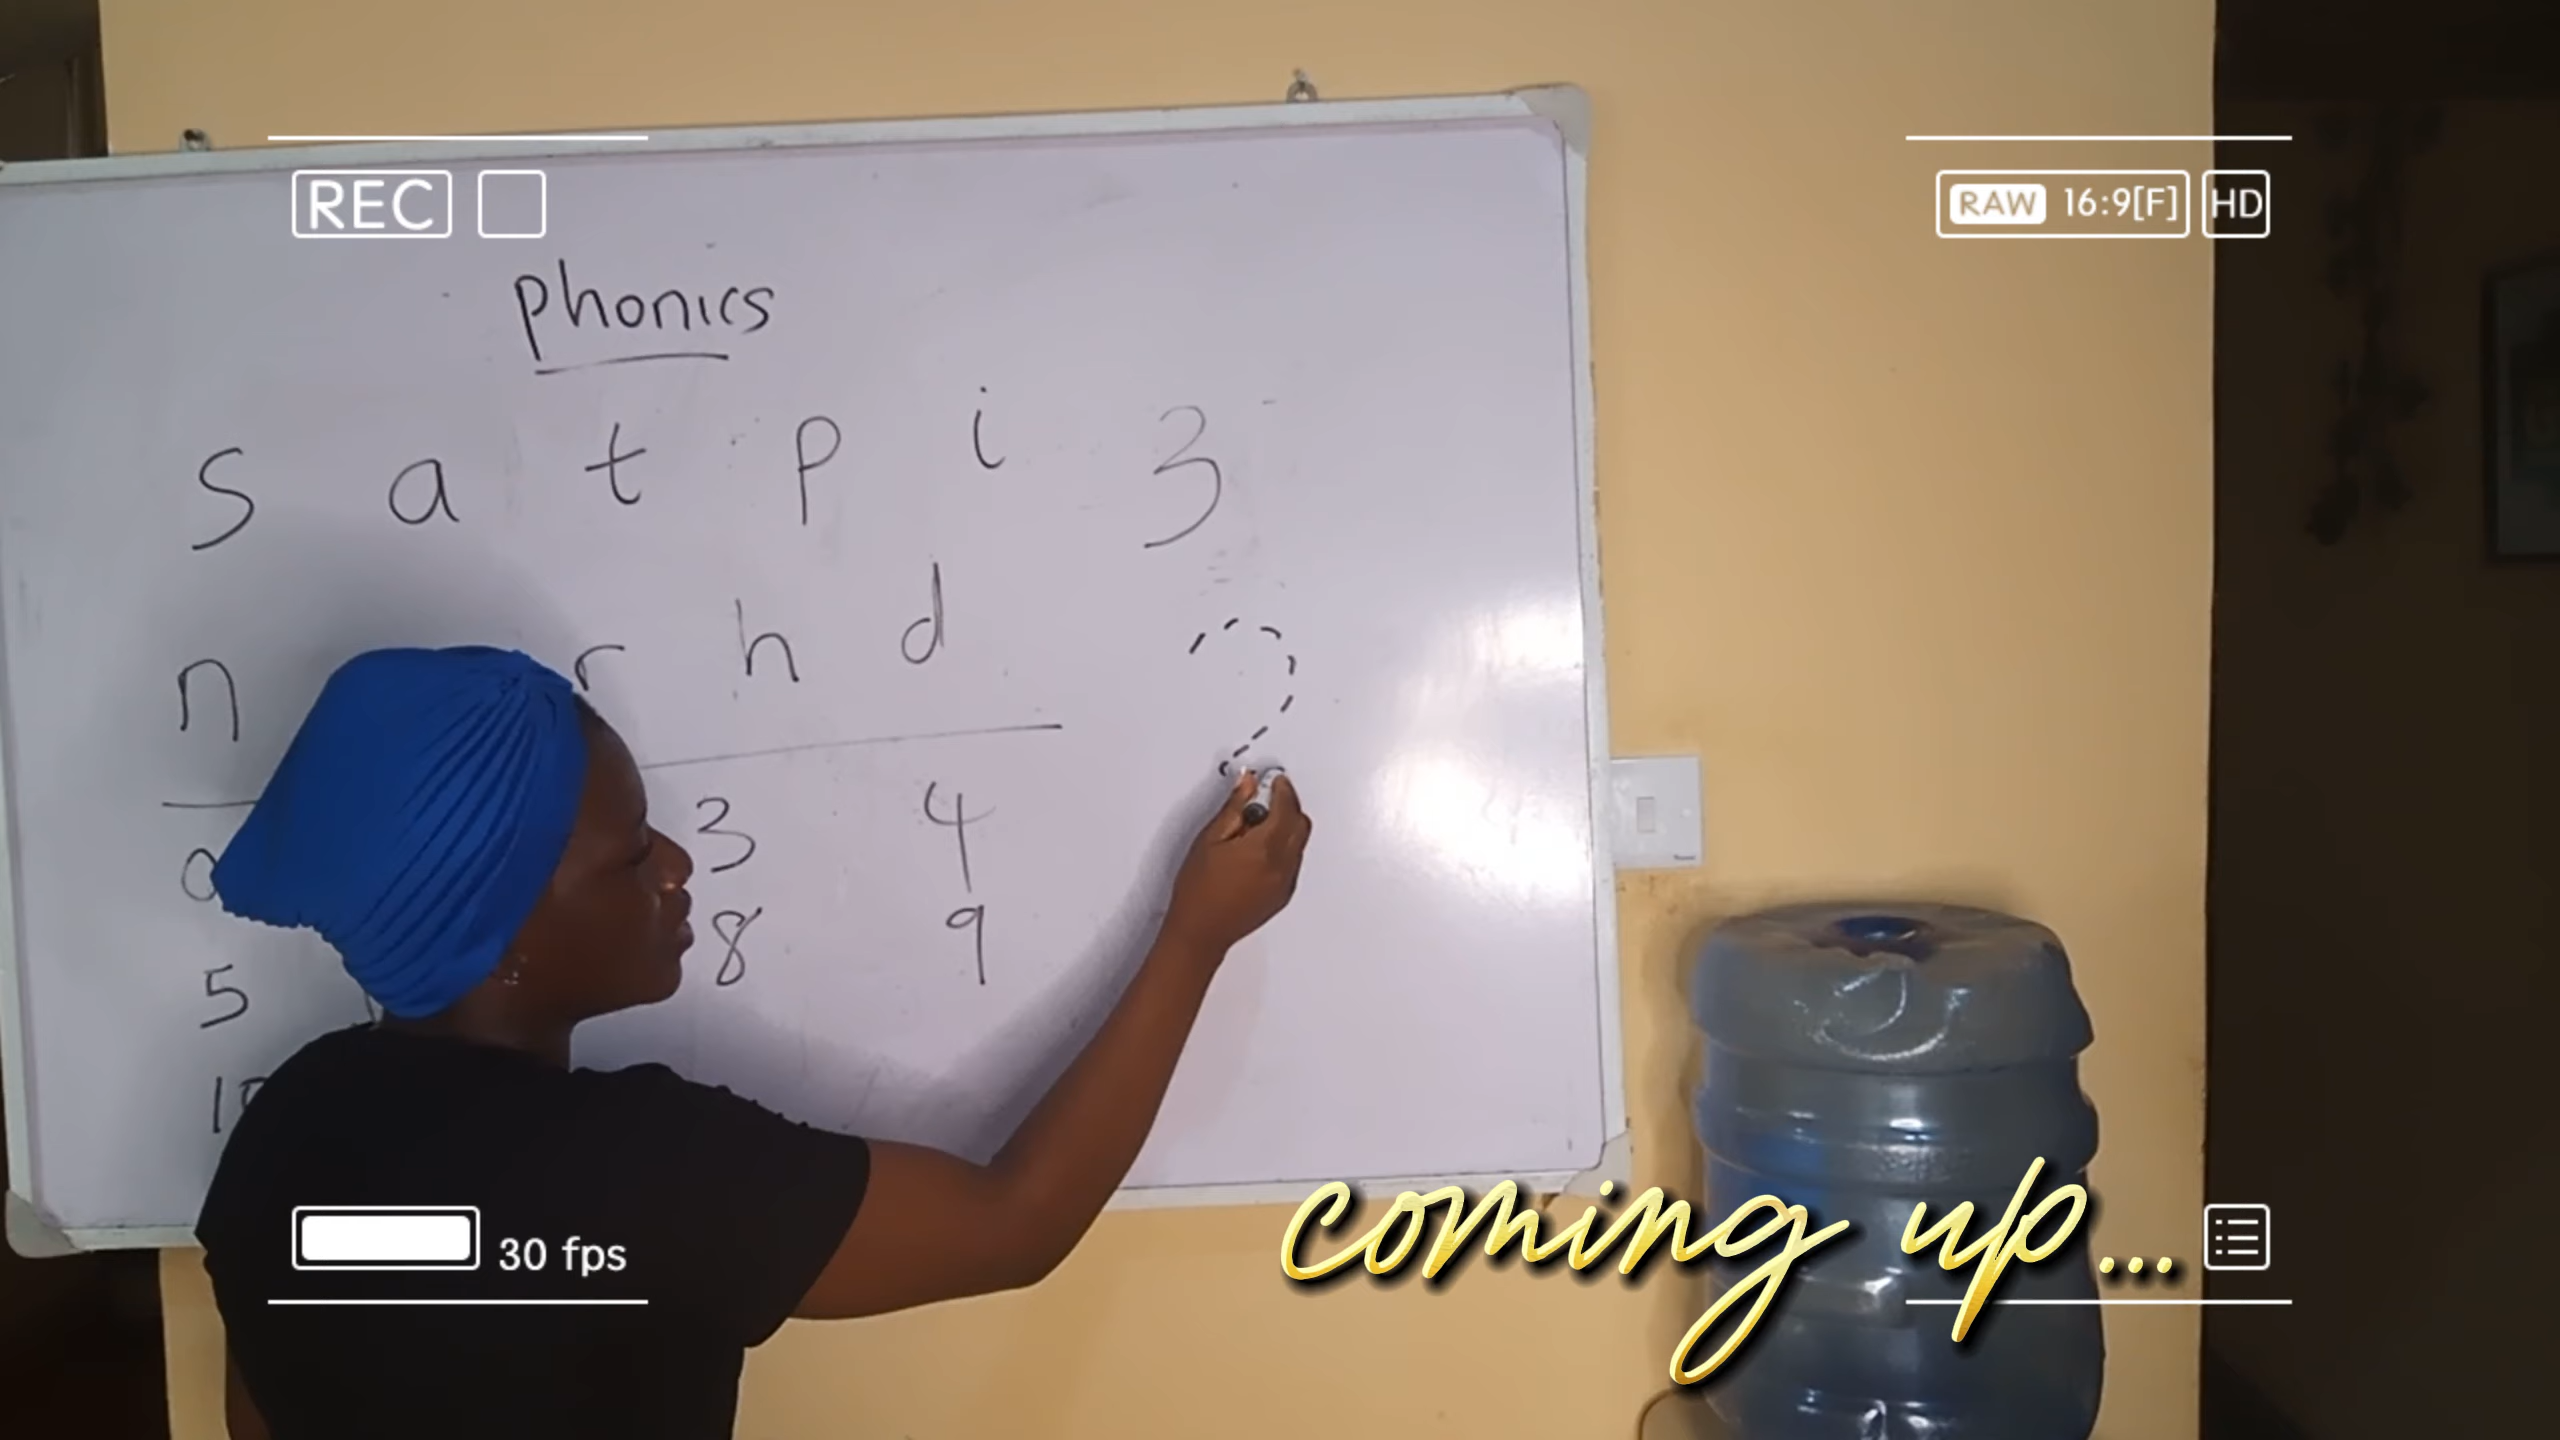 REC
RAW 16:9[F] HD
phonics
s a t p i 3
n r h d
3 4
5 8 9
30 fps
coming up...